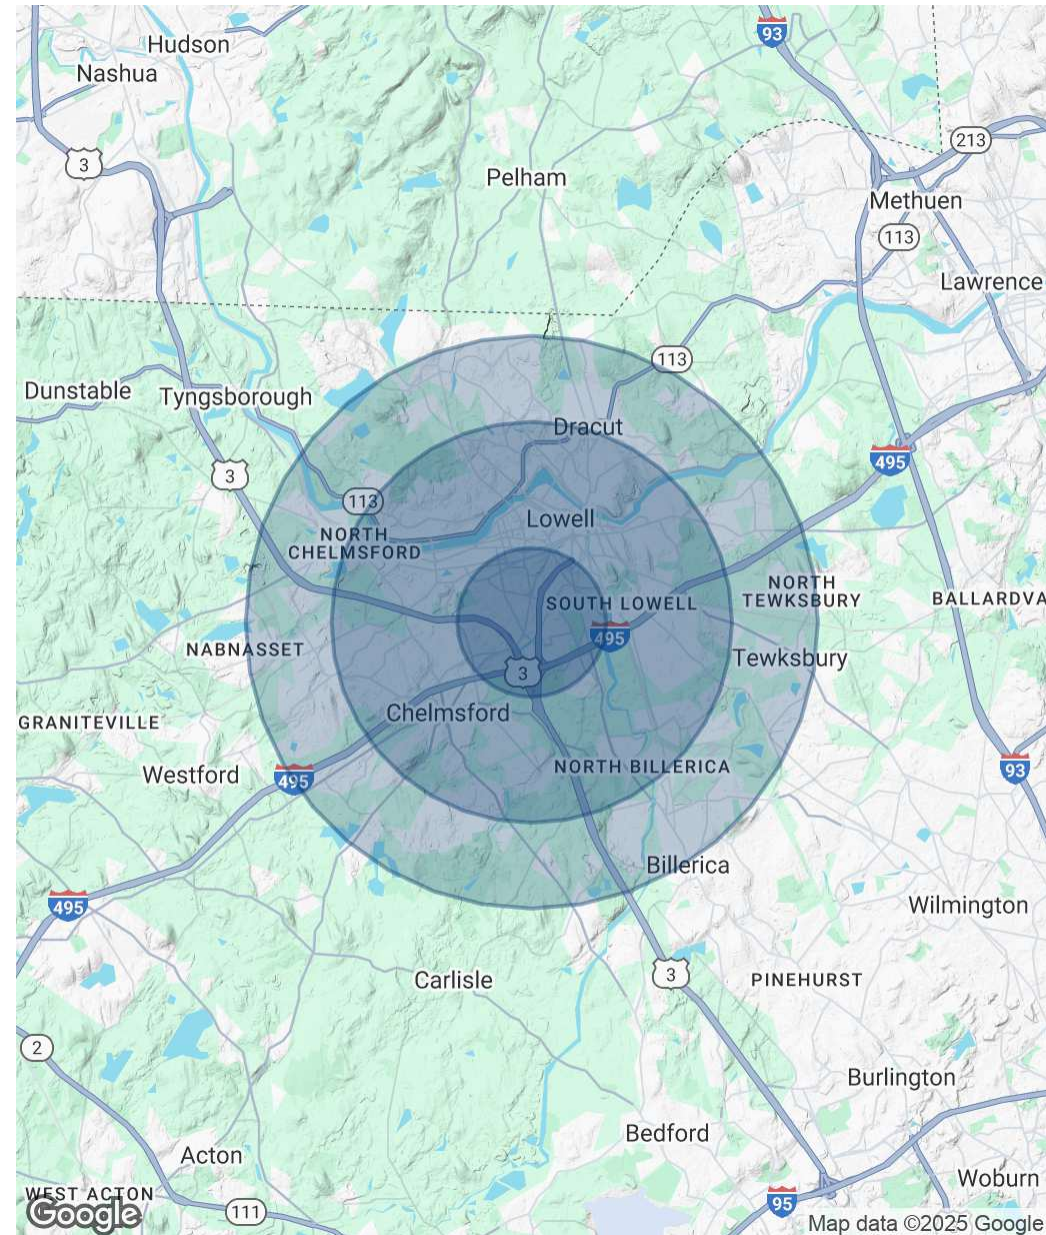 93
Hudson
Nashua
213
3
Pelham
Methuen
113
Lawrence
113
Dunstable
Tyngsborough
Dracut
495
3
113
Lowell
NORTH
CHELMSFORD
NORTH
TEWKSBURY
BALLARDVA
SOUTH LOWELL
495
NABNASSET
Tewksbury
3
Chelmsford
GRANITEVILLE
Westford
495
NORTH BILLERICA
93
Billerica
495
Wilmington
3
Carlisle
PINEHURST
2
Burlington
Bedford
Acton
Woburn
WEST ACTON
95
111
Google
Map data ©2025 Google